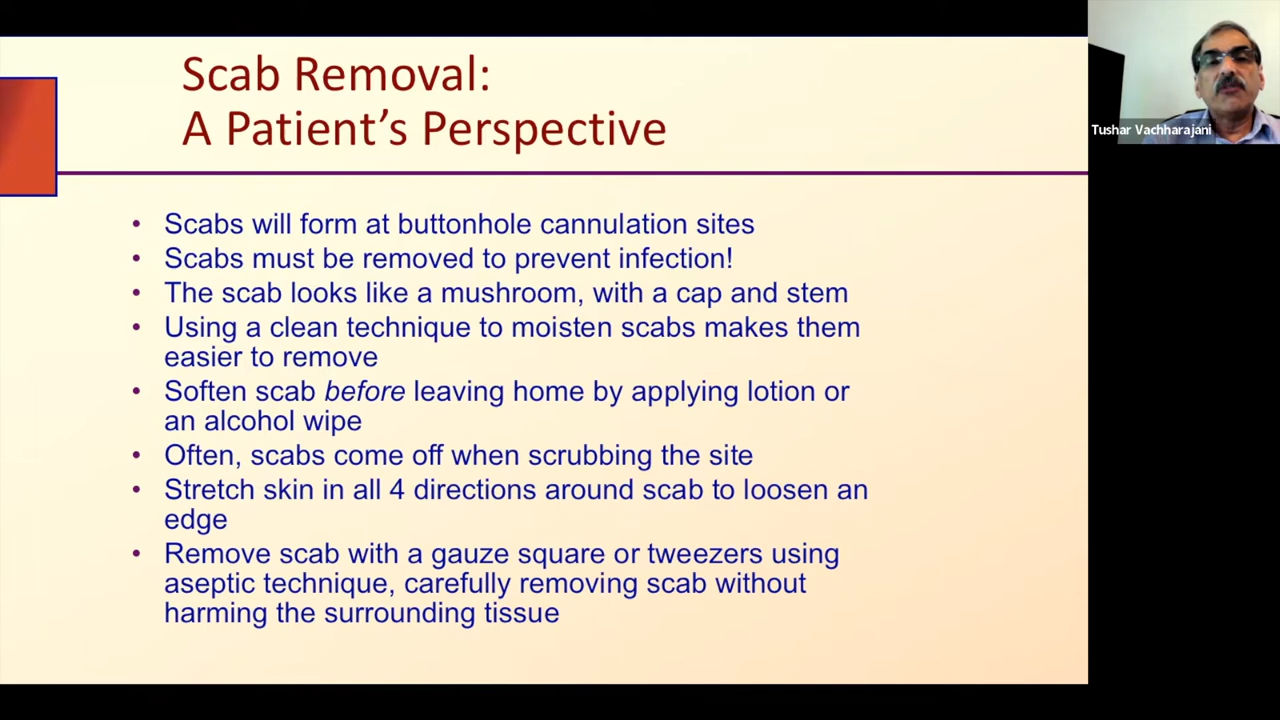 Scab Removal:
A Patient's Perspective
Tushar Vachharajani
• Scabs will form at buttonhole cannulation sites
• Scabs must be removed to prevent infection!
• The scab looks like a mushroom, with a cap and stem
• Using a clean technique to moisten scabs makes them
easier to remove
• Soften scab before leaving home by applying lotion or
an alcohol wipe
• Often, scabs come off when scrubbing the site
• Stretch skin in all 4 directions around scab to loosen an
edge
• Remove scab with a gauze square or tweezers using
aseptic technique, carefully removing scab without
harming the surrounding tissue